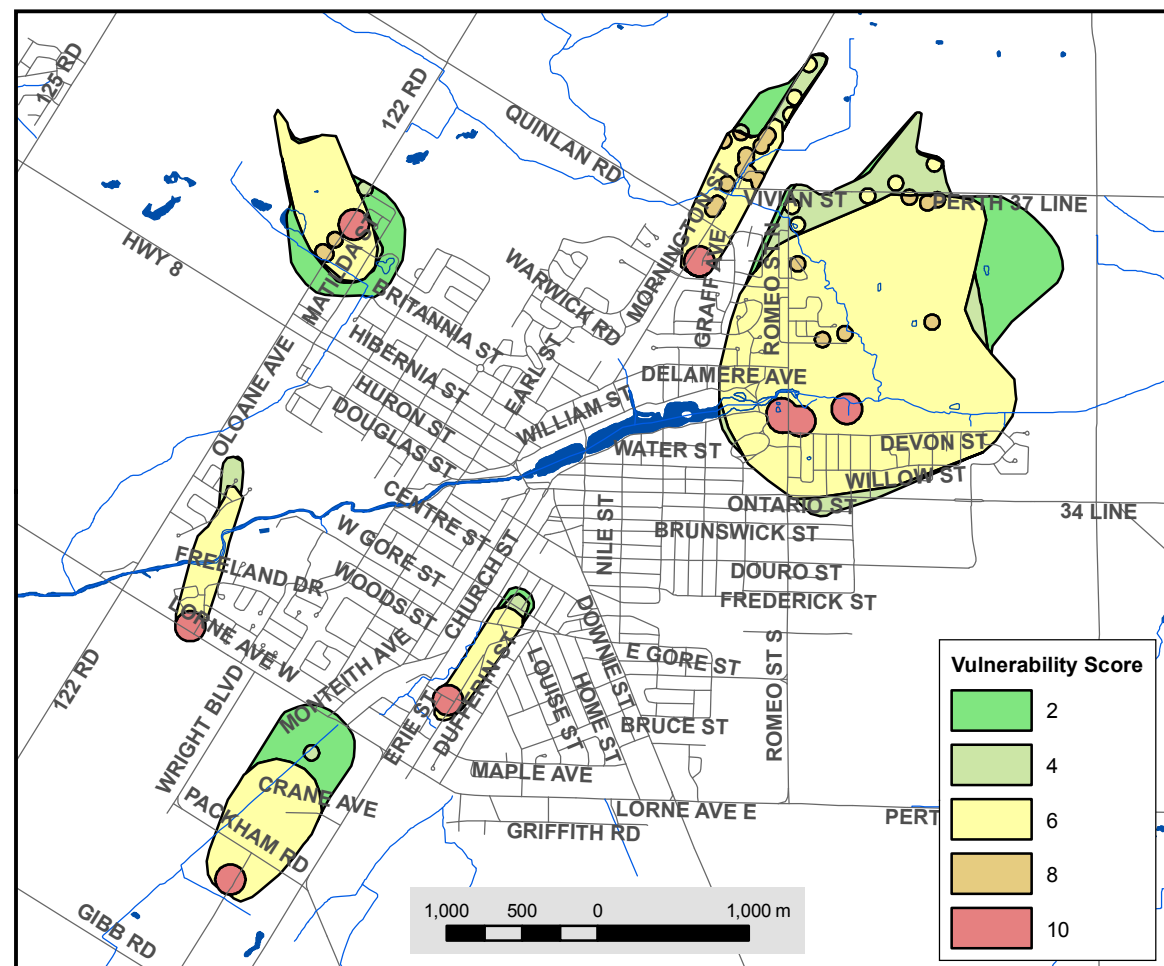 125 RD
122 RD
QUINLAN RD
HWY 8
MATILDA ST
MORNINGTON ST
VIVIAN ST
PERTH 37 LINE
WARWICK RD
GRAFF AVE
ROMEO ST N
BRITANNIA ST
HIBERNIA ST
EARL ST
DELAMERE AVE
HURON ST
WILLIAM ST
OLOANE AVE
DOUGLAS ST
WATER ST
DEVON ST
WILLOW ST
CENTRE ST
ONTARIO ST
34 LINE
NILE ST
BRUNSWICK ST
W GORE ST
CHURCH ST
FREELAND DR
WOODS ST
DOURO ST
FREDERICK ST
LORNE AVE W
DOWNIE ST
MONTEITH AVE
DUFFERIN ST
LOUISE ST
HOME ST
E GORE ST
ROMEO ST S
122 RD
WRIGHT BLVD
ERIE ST
BRUCE ST
MAPLE AVE
CRANE AVE
LORNE AVE E
PERT
PACKHAM RD
GRIFFITH RD
GIBB RD
1,000 500 0 1,000 m
Vulnerability Score
2
4
6
8
10